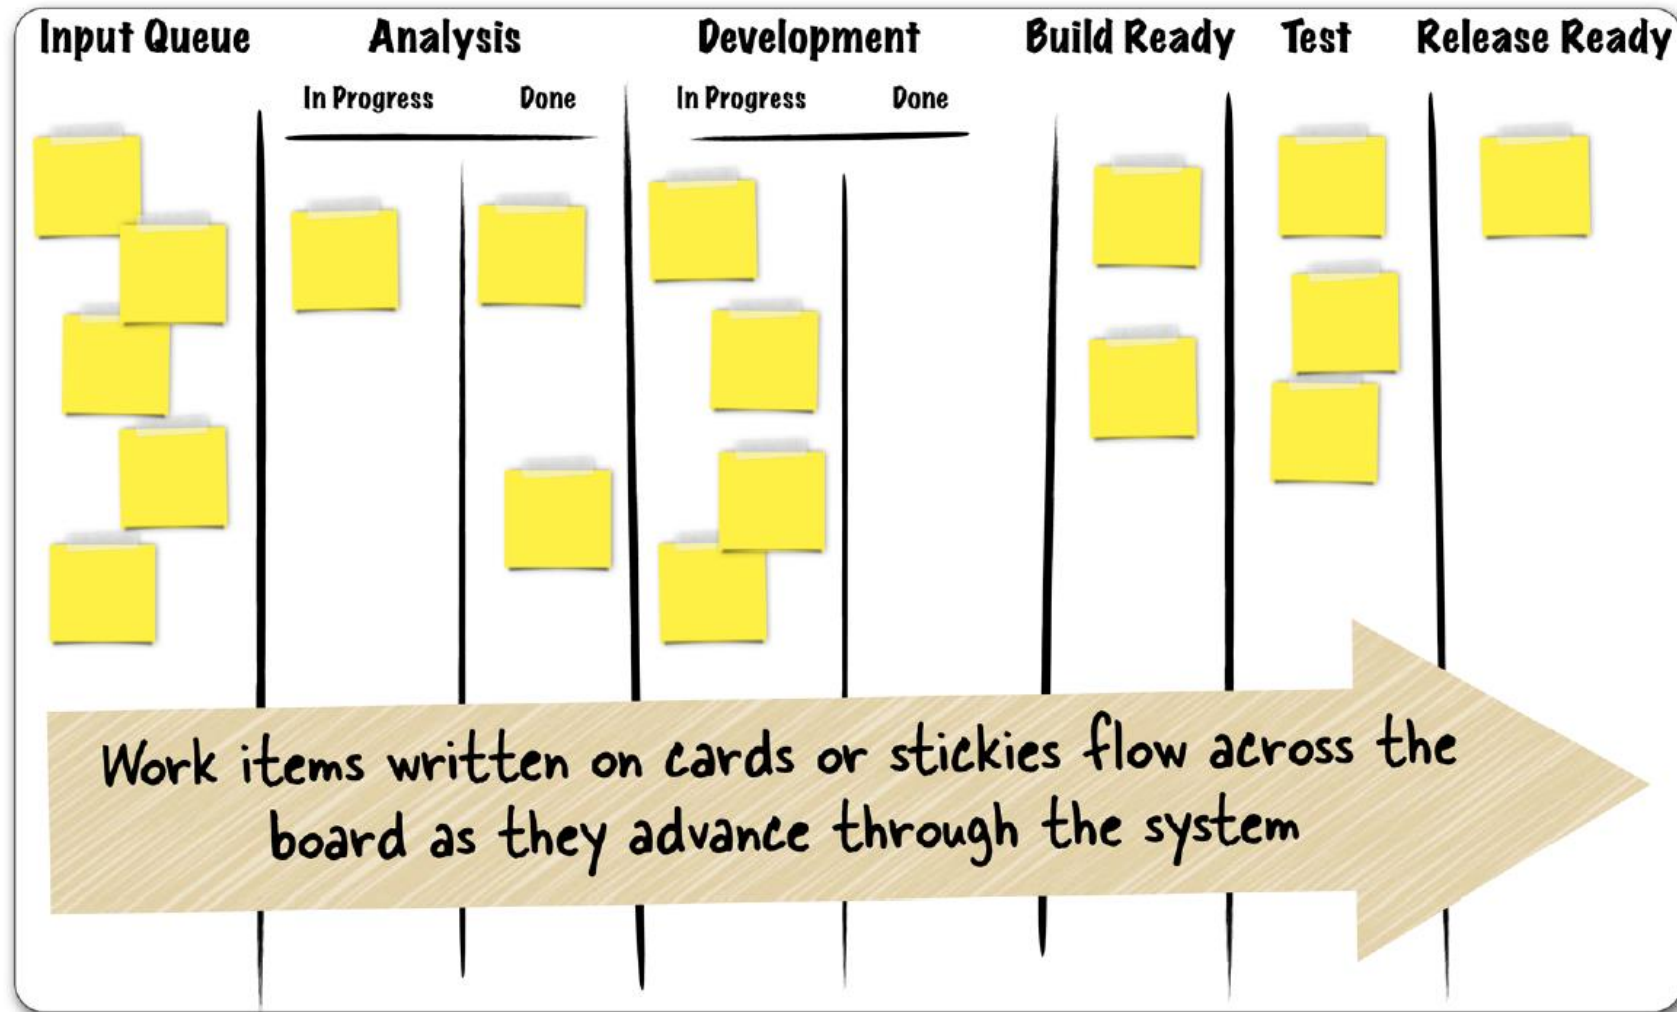 Input Queue Analysis Development Build Ready Test Release Ready
In Progress Done In Progress Done
Work items written on cards or stickies flow across the
board as they advance through the system